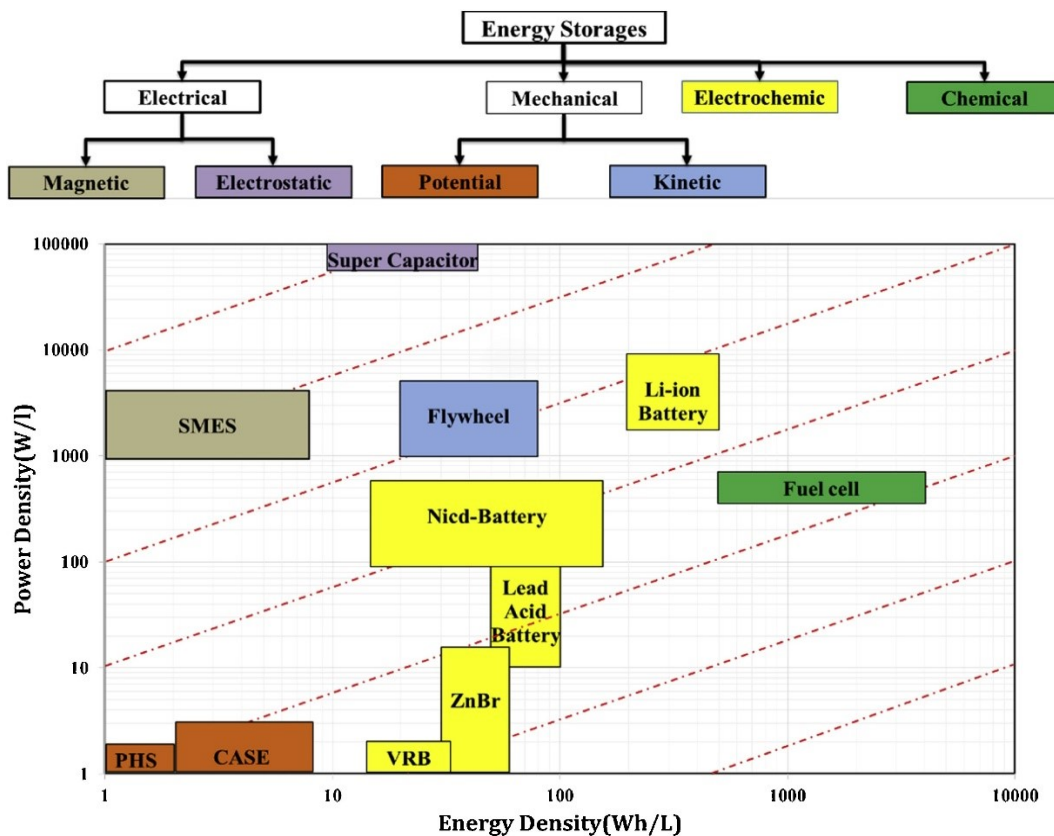 Energy Storages
Electrical
Mechanical
Electrochemic
Chemical
Magnetic
Electrostatic
Potential
Kinetic
100000
10000
1000
100
10
1
Power Density(W/l)
Super Capacitor
SMES
Flywheel
Li-ion
Battery
Fuel cell
Nicd-Battery
Lead
Acid
Battery
ZnBr
PHS
CASE
VRB
1
10
100
1000
10000
Energy Density(Wh/L)